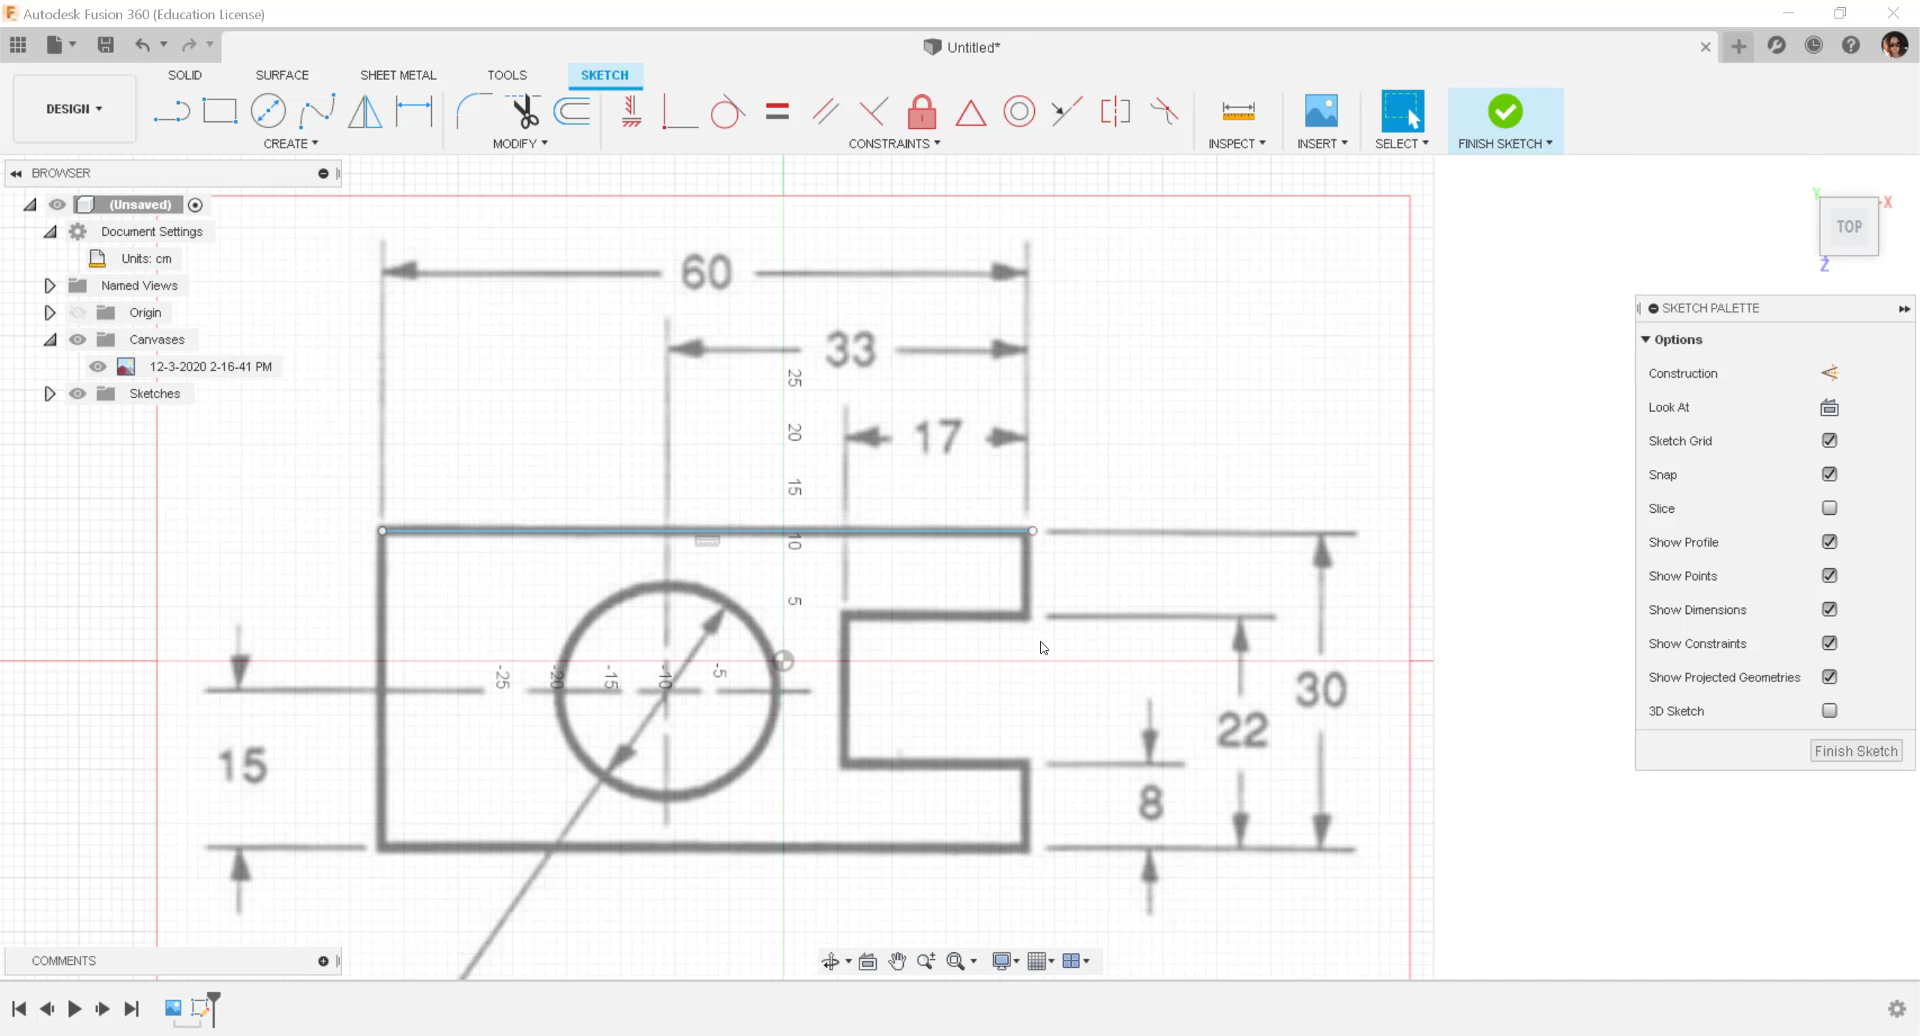 Autodesk Fusion 360 (Education License)
Untitled*
SOLID SURFACE SHEET METAL TOOLS SKETCH
DESIGN
CREATE MODIFY CONSTRAINTS INSPECT INSERT SELECT FINISH SKETCH
BROWSER
(Unsaved)
Document Settings
Units: cm
Named Views
Origin
Canvases
12-3-2020 2-16-41 PM
Sketches
60
33
17
25
20
15
10
5
-25 -20 -15 -10 -5
15
8
22
30
Y
X
TOP
Z
SKETCH PALETTE
Options
Construction
Look At
Sketch Grid
Snap
Slice
Show Profile
Show Points
Show Dimensions
Show Constraints
Show Projected Geometries
3D Sketch
Finish Sketch
COMMENTS